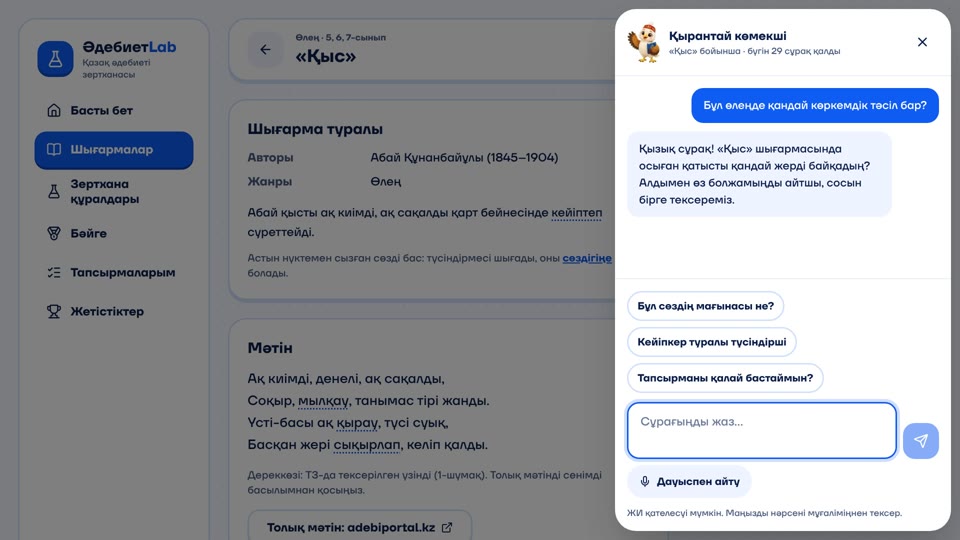 ӘдебиетLab
Қазақ әдебиеті
зертханасы
Басты бет
Шығармалар
Зертхана
құралдары
Бәйге
Тапсырмаларым
Жетістіктер
Өлең · 5, 6, 7-сынып
«Қыс»
Шығарма туралы
Авторы Абай Құнанбайұлы (1845–1904)
Жанры Өлең
Абай қысты ақ киімді, ақ сақалды қарт бейнесінде кейіптеп
суреттейді.
Астын нүктемен сызған сөзді бас: түсіндірмесі шығады, оны сөздігіңе
болады.
Мәтін
Ақ киімді, денелі, ақ сақалды,
Соқыр, мылқау, танымас тірі жанды.
Үсті-басы ақ қырау, түсі суық,
Басқан жері сықырлап, келіп қалды.
Дереккөзі: ТЗ-да тексерілген үзінді (1-шумақ). Толық мәтінді сенімді
басылымнан қосыңыз.
Толық мәтін: adebiportal.kz
Қырантай көмекші
«Қыс» бойынша · бүгін 29 сұрақ қалды
Бұл өлеңде қандай көркемдік тәсіл бар?
Қызық сұрақ! «Қыс» шығармасында
осыған қатысты қандай жерді байқадың?
Алдымен өз болжамыңды айтшы, сосын
бірге тексереміз.
Бұл сөздің мағынасы не?
Кейіпкер туралы түсіндірші
Тапсырманы қалай бастаймын?
Сұрағыңды жаз...
Дауыспен айту
ЖИ қателесуі мүмкін. Маңызды нәрсені мұғаліміңнен тексер.